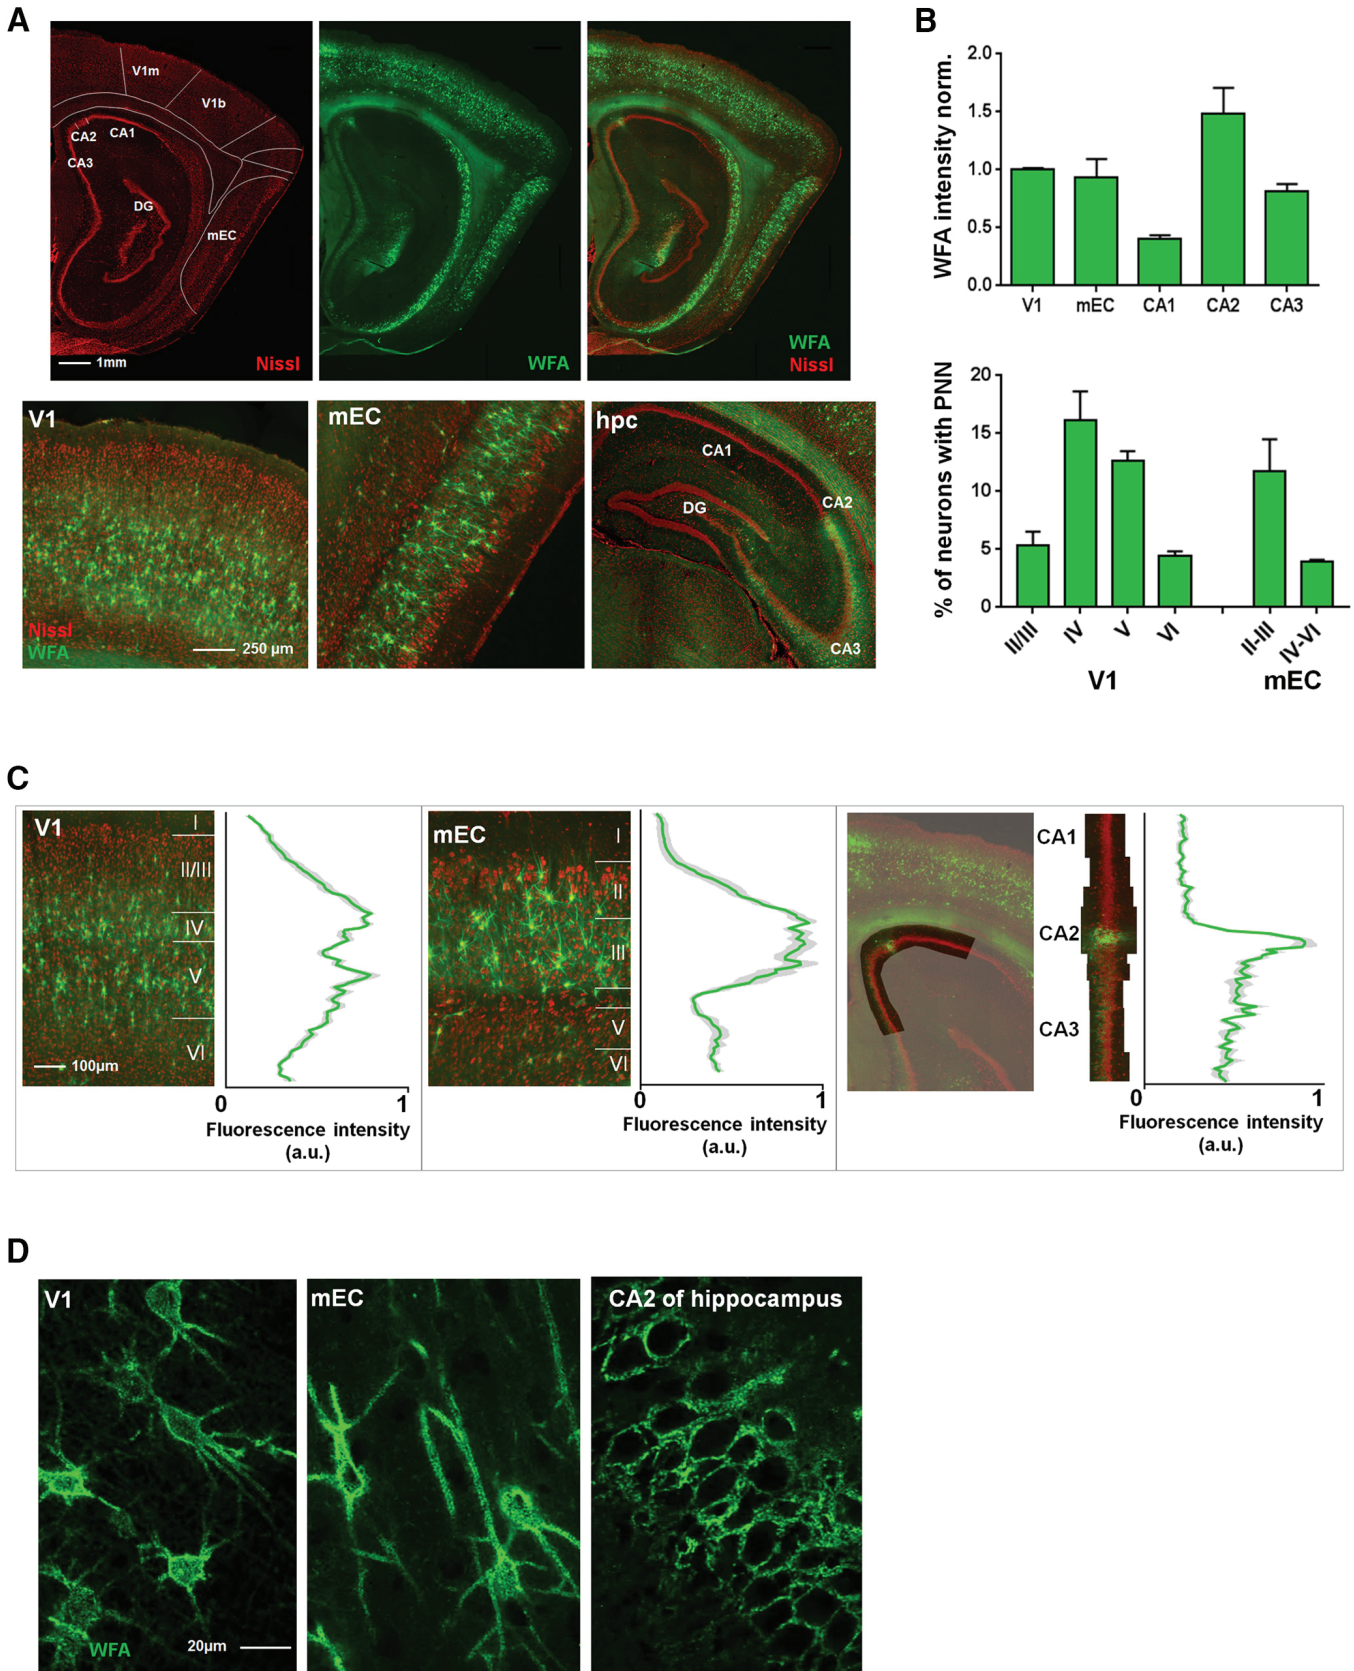 A
V1m
V1b
CA2
CA1
CA3
DG
mEC
1mm
Nissl
WFA
WFA
Nissl
V1
Nissl
WFA
250 µm
mEC
hpc
CA1
CA2
DG
CA3
B
WFA intensity norm.
2.0
1.5
1.0
0.5
0.0
V1 mEC CA1 CA2 CA3
% of neurons with PNN
20
15
10
5
0
II/III IV V VI II-III IV-VI
V1 mEC
C
V1
I
II/III
IV
V
VI
100µm
0 1
Fluorescence intensity
(a.u.)
mEC
I
II
III
V
VI
0 1
Fluorescence intensity
(a.u.)
CA1
CA2
CA3
0 1
Fluorescence intensity
(a.u.)
D
V1
WFA
20µm
mEC
CA2 of hippocampus